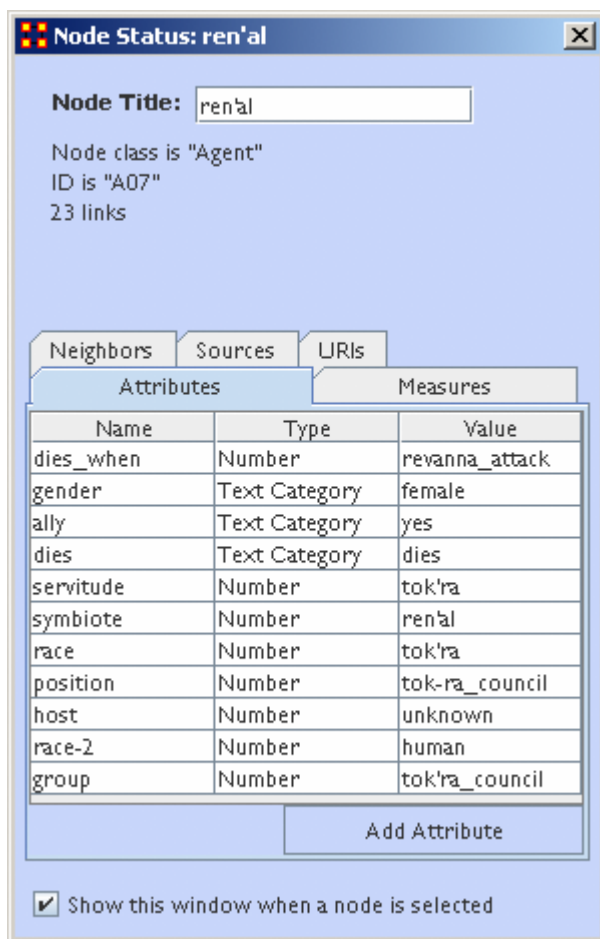 Node Status: ren'al
Node Title: ren'al
Node class is "Agent"
ID is "A07"
23 links
Neighbors Sources URIs
Attributes Measures
Name Type Value
dies_when Number revanna_attack
gender Text Category female
ally Text Category yes
dies Text Category dies
servitude Number tok'ra
symbiote Number ren'al
race Number tok'ra
position Number tok-ra_council
host Number unknown
race-2 Number human
group Number tok'ra_council
Add Attribute
Show this window when a node is selected